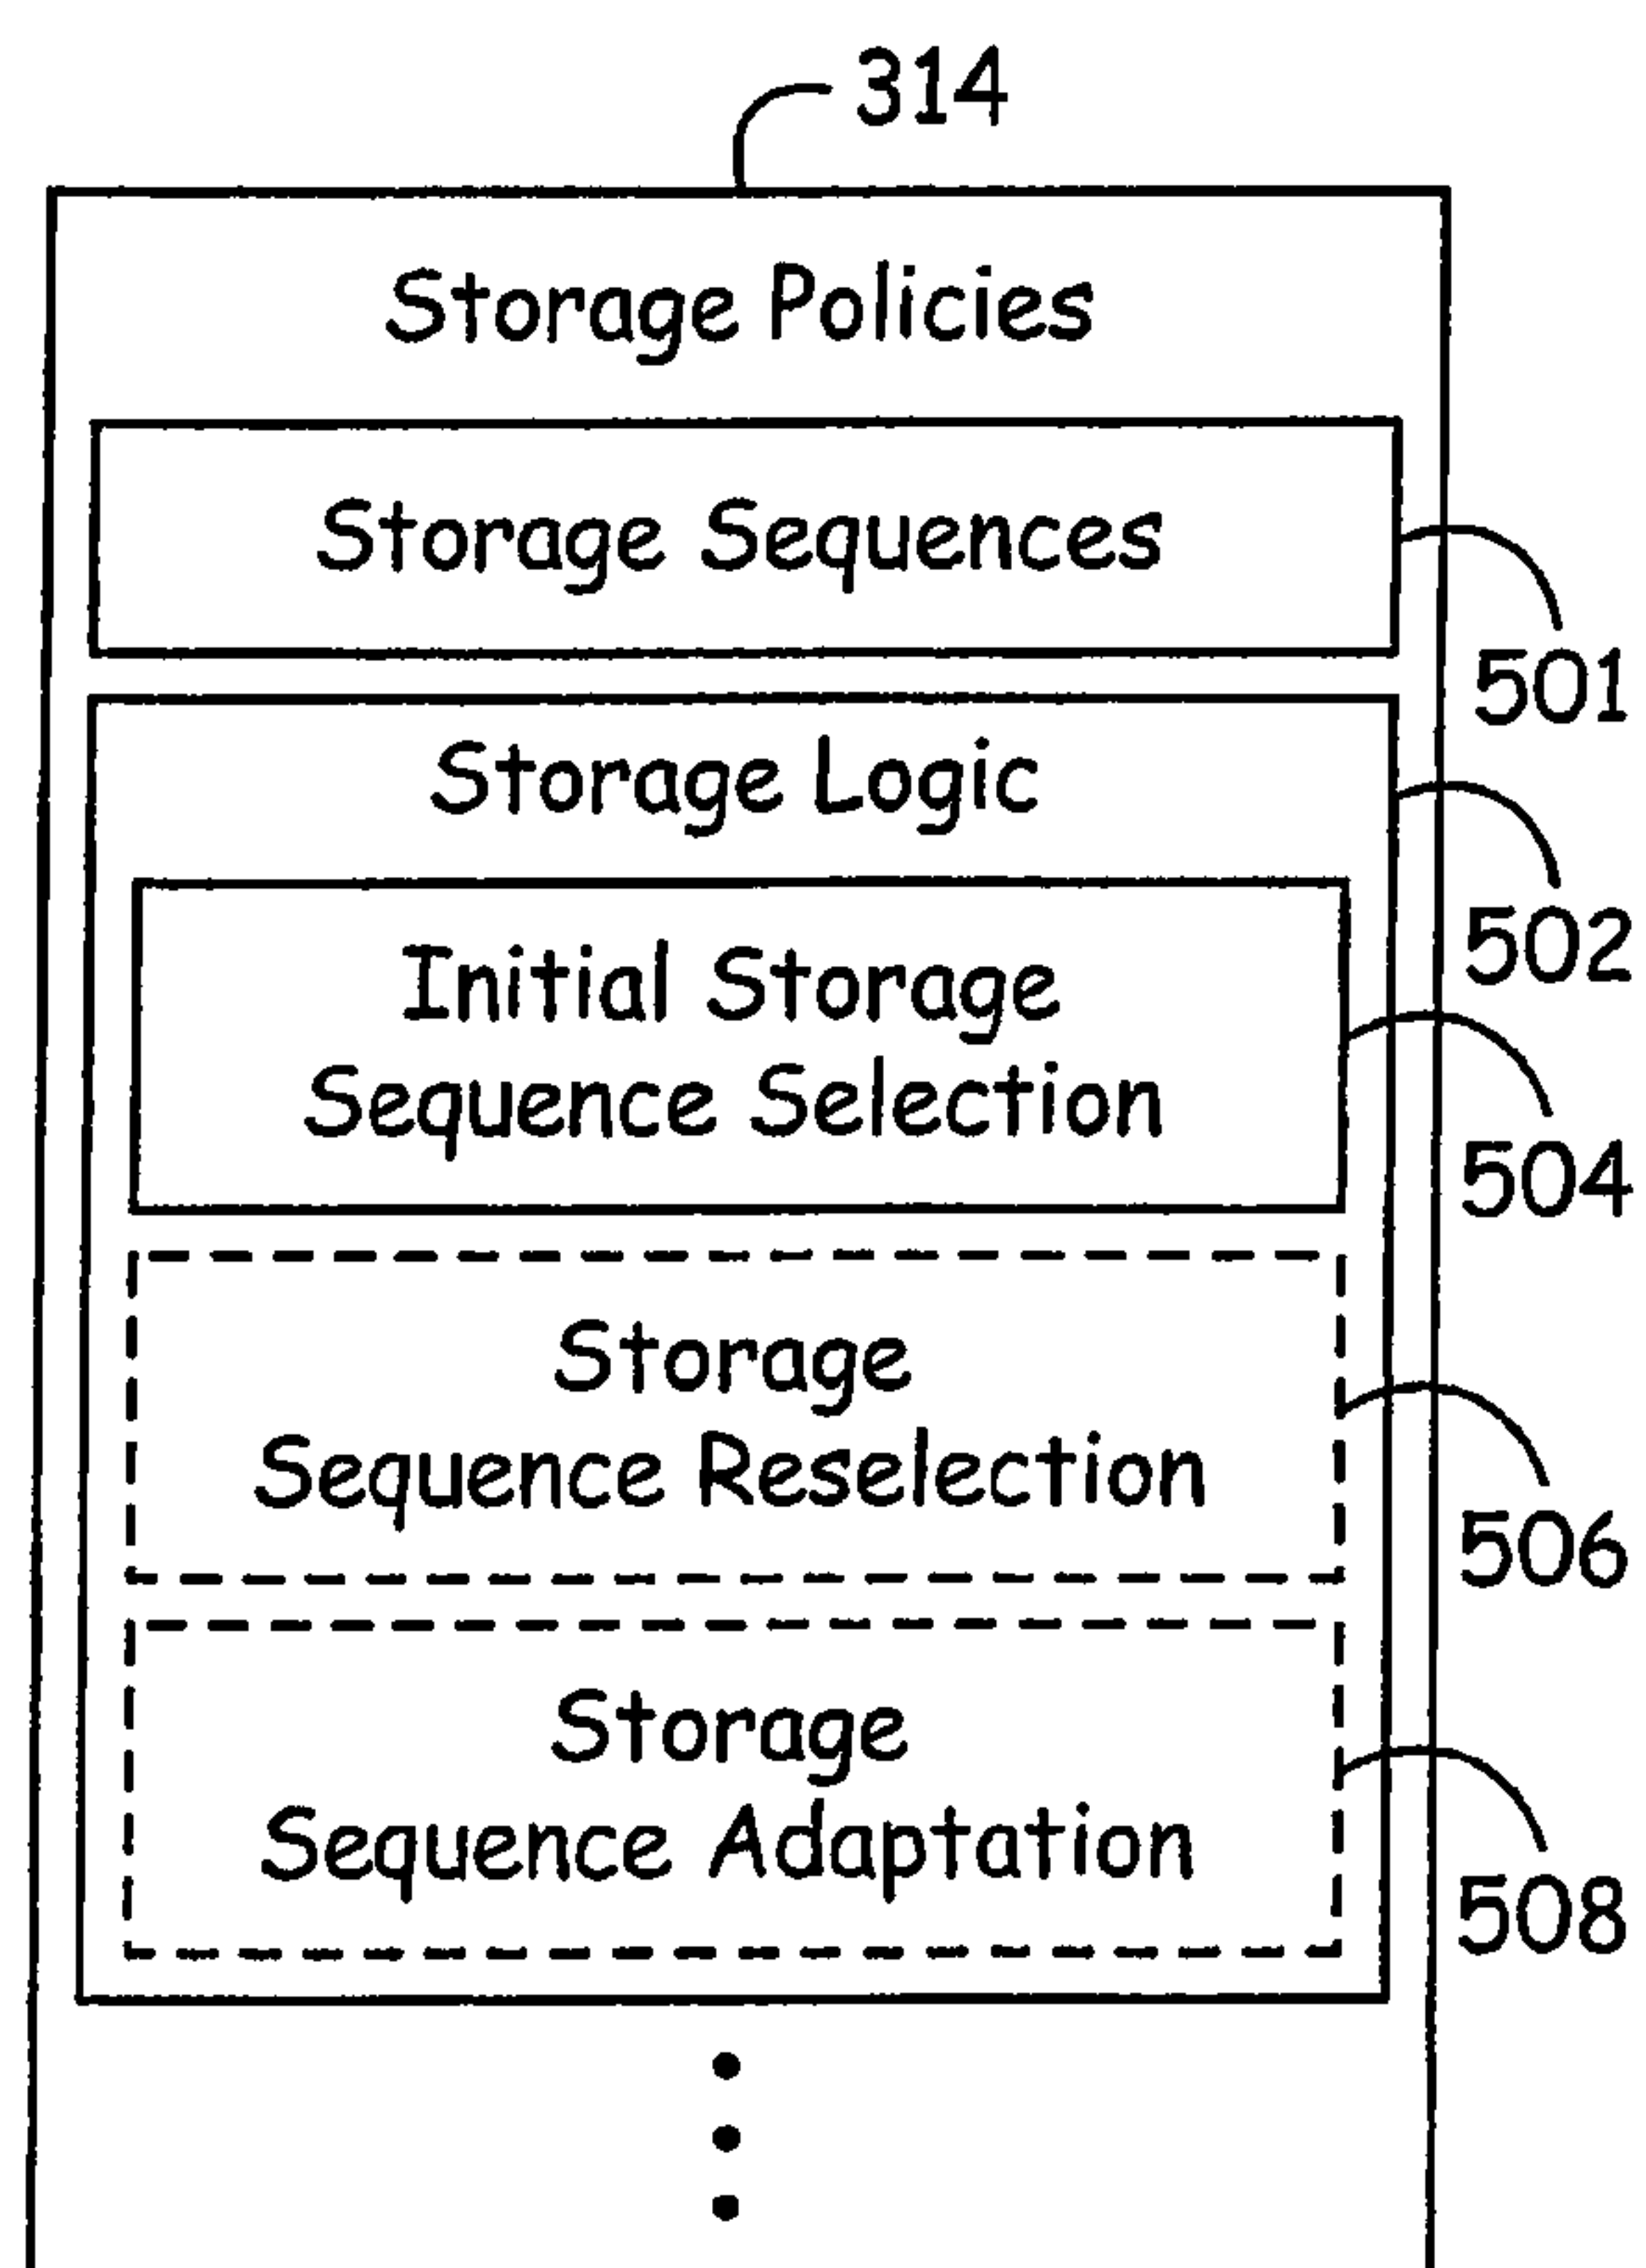 314
Storage Policies
Storage Sequences
501
Storage Logic
502
Initial Storage
Sequence Selection
504
Storage
Sequence Reselection
506
Storage
Sequence Adaptation
508